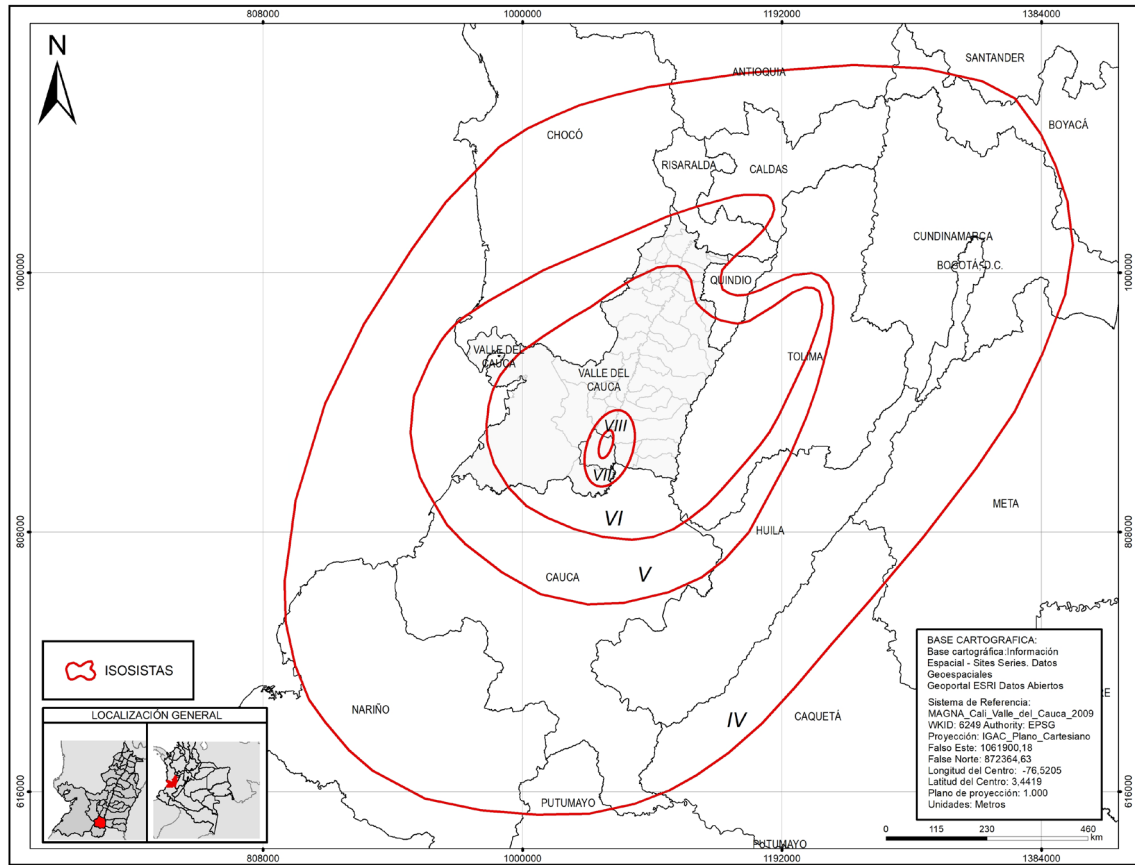 808000 1000000 1192000 1384000
N
SANTANDER
ANTIOQUIA
BOYACÁ
CHOCÓ
RISARALDA
CALDAS
CUNDINAMARCA
BOGOTÁ, D.C.
1000000 1000000
QUINDIO
VALLE DEL
CAUCA
TOLIMA
VALLE DEL
CAUCA
VIII
VII
META
VI
HUILA
808000 808000
CAUCA
V
ISOSISTAS
NARIÑO
IV
CAQUETÁ
RE
PUTUMAYO
PUTUMAYO
616000 616000
LOCALIZACIÓN GENERAL
BASE CARTOGRAFICA:
Base cartográfica:Información
Espacial - Sites Series. Datos
Geoespaciales
Geoportal ESRI Datos Abiertos
Sistema de Referencia:
MAGNA_Cali_Valle_del_Cauca_2009
WKID: 6249 Authority: EPSG
Proyección: IGAC_Plano_Cartesiano
Falso Este: 1061900,18
False Norte: 872364,63
Longitud del Centro: -76,5205
Latitud del Centro: 3,4419
Plano de proyección: 1.000
Unidades: Metros
0 115 230 460
km
808000 1000000 1192000 1384000